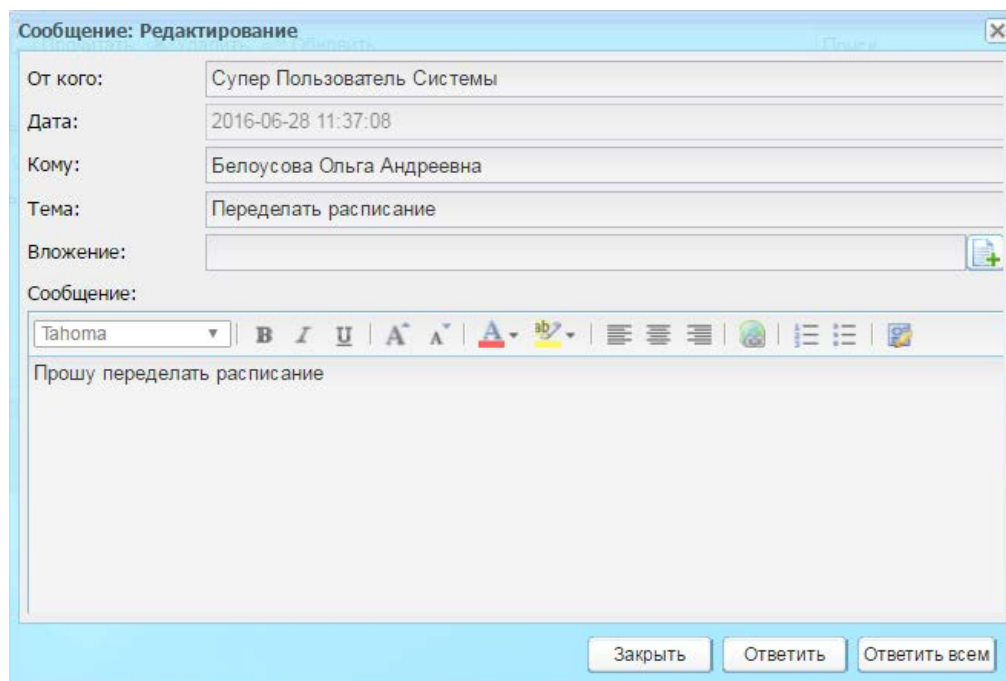 Сообщение: Редактирование
От кого: Супер Пользователь Системы
Дата: 2016-06-28 11:37:08
Кому: Белоусова Ольга Андреевна
Тема: Переделать расписание
Вложение:
Сообщение:
Tahoma B I U A A A ab
Прошу переделать расписание
Закрыть Ответить Ответить всем